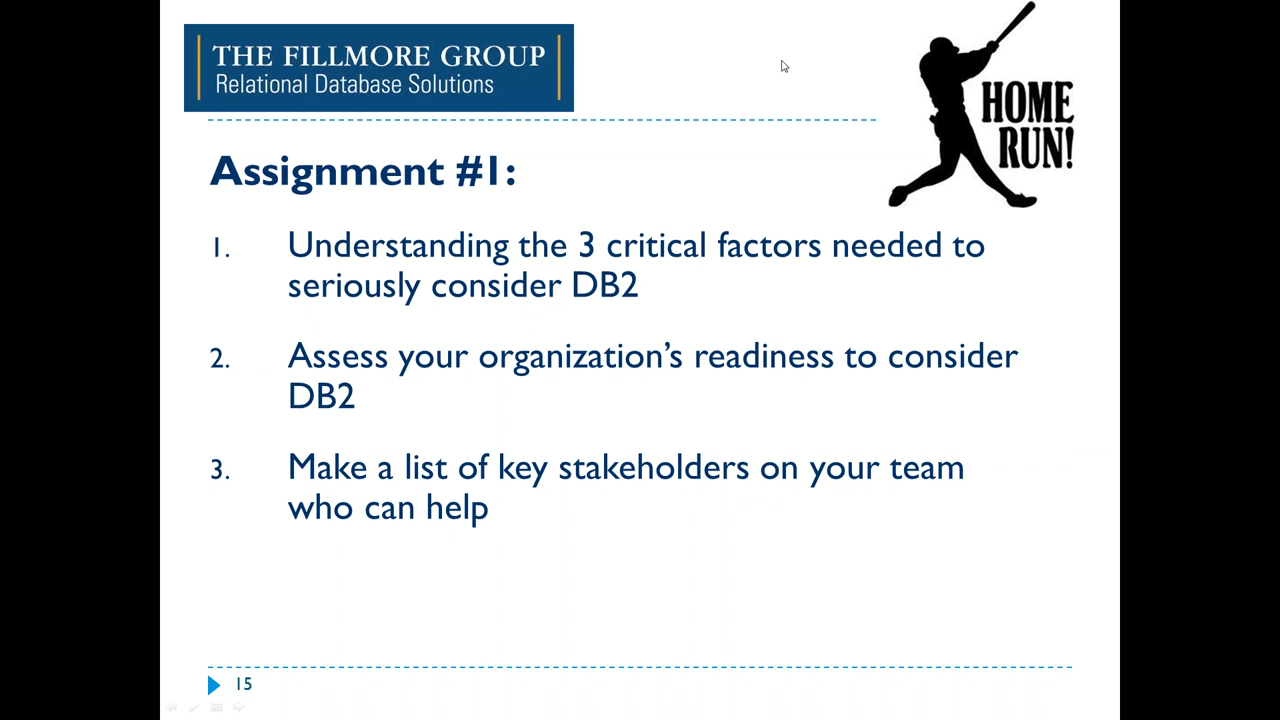 THE FILLMORE GROUP
Relational Database Solutions
HOME
RUN!
Assignment #1:
1. Understanding the 3 critical factors needed to
seriously consider DB2
2. Assess your organization’s readiness to consider
DB2
3. Make a list of key stakeholders on your team
who can help
15